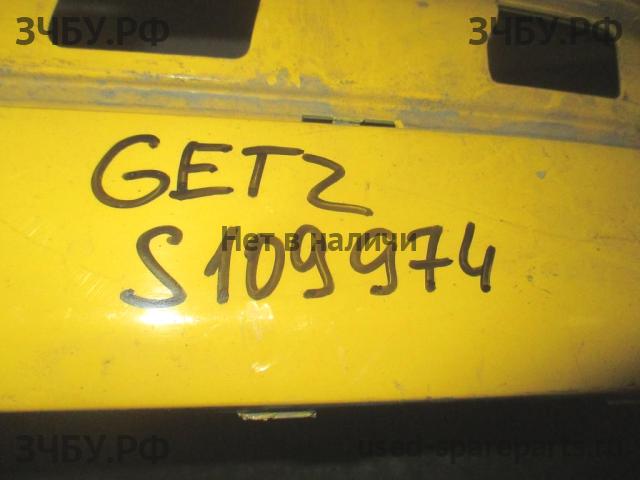 ЗЧБУ.РФ ЗЧБУ.РФ
GETZ
Нет в наличи
S109974
ЗЧБУ.РФ used-spareparts.ru